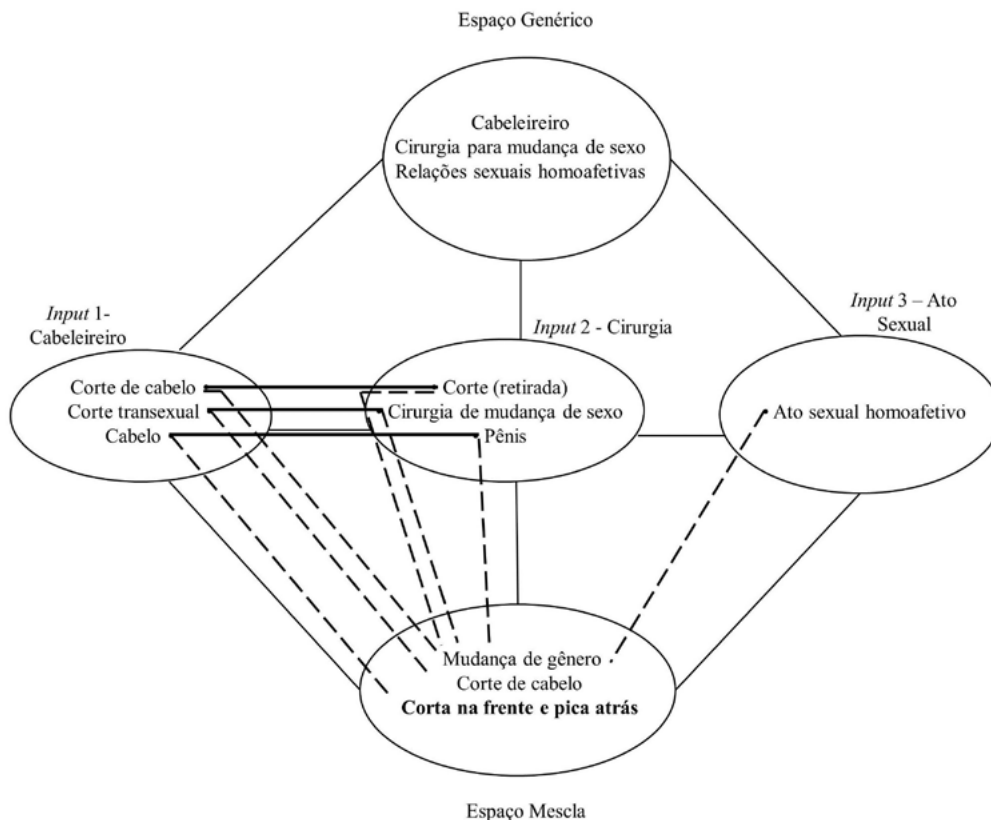 Espaço Genérico
Cabeleireiro
Cirurgia para mudança de sexo
Relações sexuais homoafetivas
Input 1-
Cabeleireiro
Input 2 - Cirurgia
Input 3 – Ato
Sexual
Corte de cabelo
Corte transexual
Cabelo
Corte (retirada)
Cirurgia de mudança de sexo
Pênis
Ato sexual homoafetivo
Mudança de gênero
Corte de cabelo
Corta na frente e pica atrás
Espaço Mescla